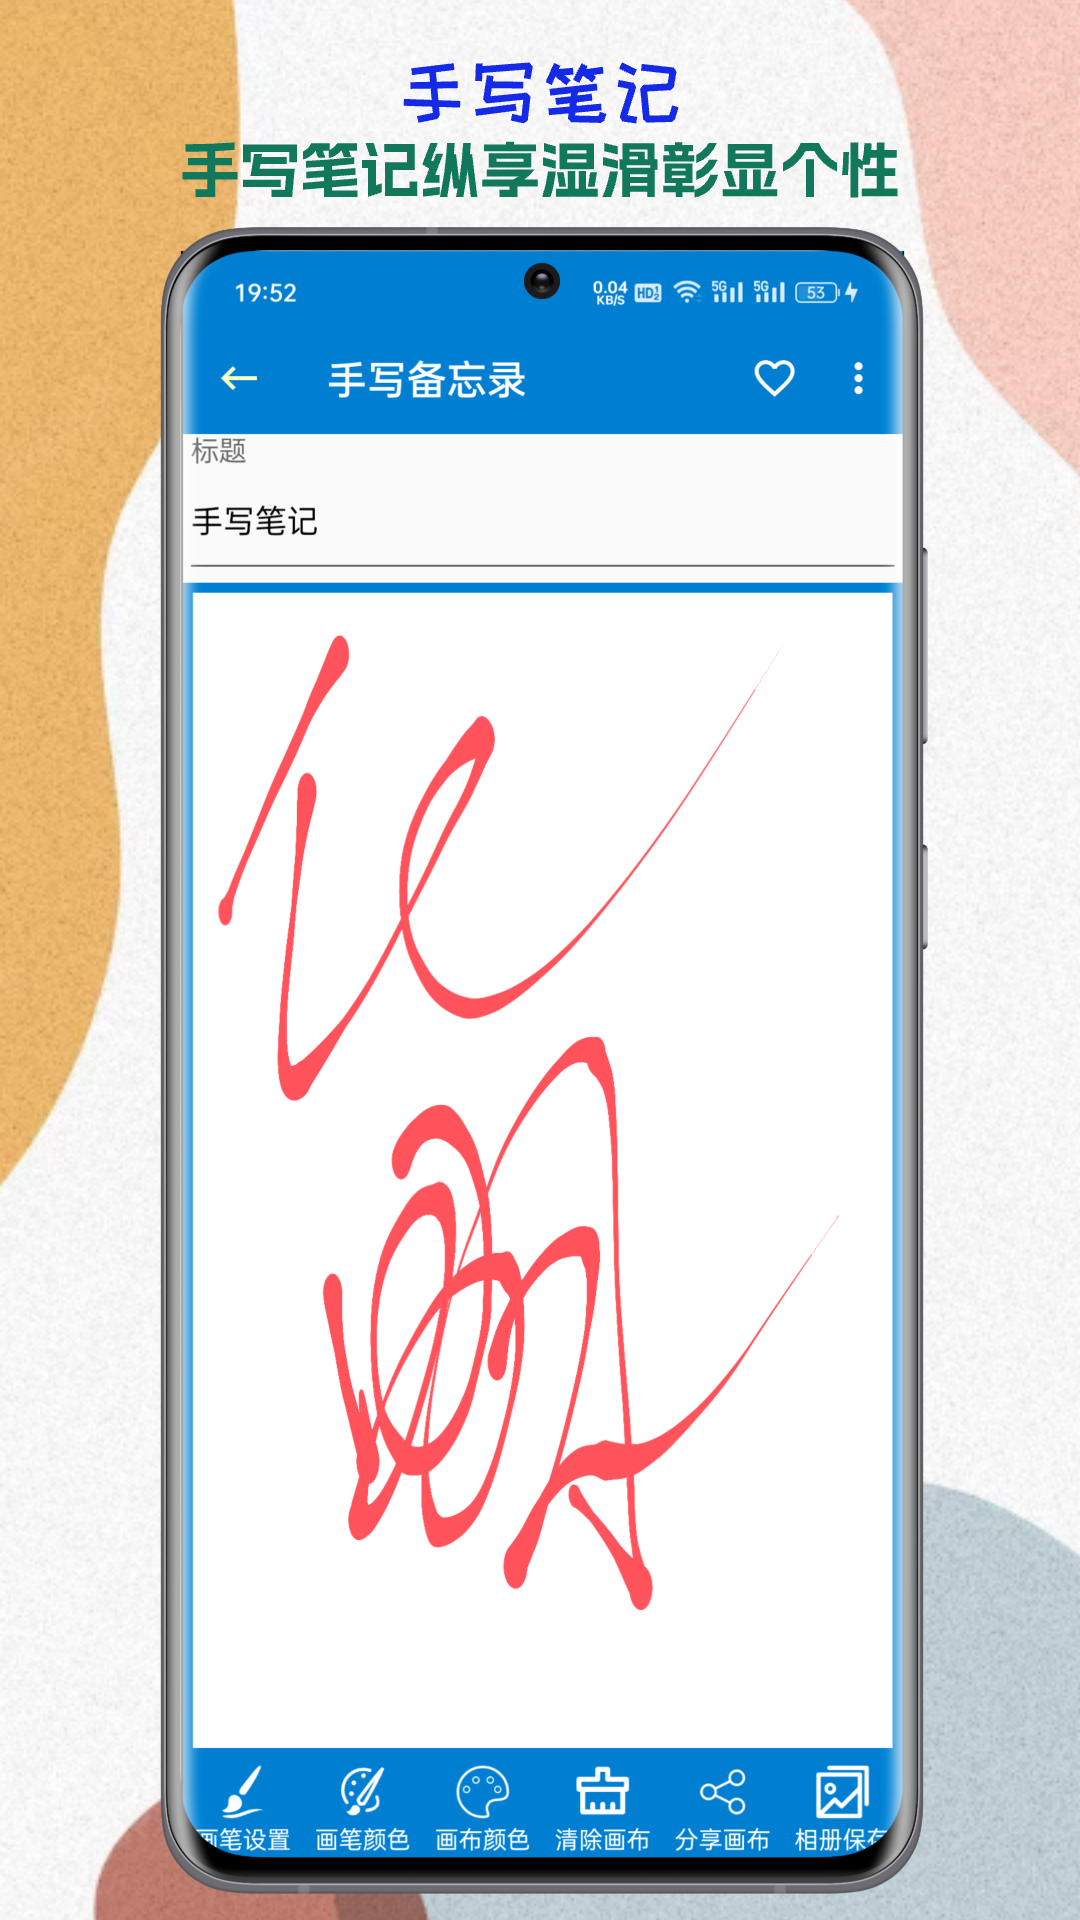 手写笔记
手写笔记纵享湿滑彰显个性
19:52
0.04 KB/S HD 5G 5G 53
手写备忘录
标题
手写笔记
记
画笔设置 画笔颜色 画布颜色 清除画布 分享画布 相册保存